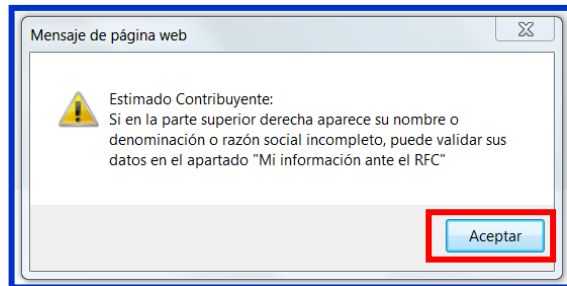 Mensaje de página web
Estimado Contribuyente:
Si en la parte superior derecha aparece su nombre o
denominación o razón social incompleto, puede validar sus
datos en el apartado "Mi información ante el RFC"
Aceptar